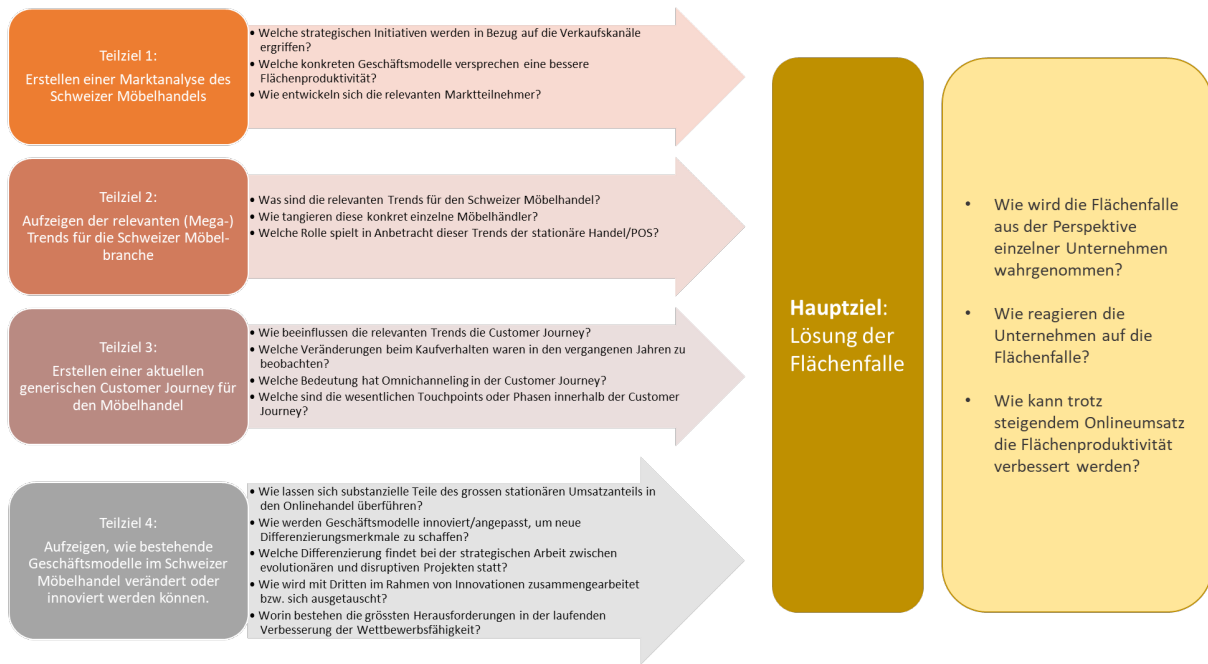 Teilziel 1:
Erstellen einer Marktanalyse des
Schweizer Möbelhandels
• Welche strategischen Initiativen werden in Bezug auf die Verkaufskanäle
ergriffen?
• Welche konkreten Geschäftsmodelle versprechen eine bessere
Flächenproduktivität?
• Wie entwickeln sich die relevanten Marktteilnehmer?
Teilziel 2:
Aufzeigen der relevanten (Mega-)
Trends für die Schweizer Möbel-
branche
• Was sind die relevanten Trends für den Schweizer Möbelhandel?
• Wie tangieren diese konkret einzelne Möbelhändler?
• Welche Rolle spielt in Anbetracht dieser Trends der stationäre Handel/POS?
Teilziel 3:
Erstellen einer aktuellen
generischen Customer Journey für
den Möbelhandel
• Wie beeinflussen die relevanten Trends die Customer Journey?
• Welche Veränderungen beim Kaufverhalten waren in den vergangenen Jahren zu
beobachten?
• Welche Bedeutung hat Omnichanneling in der Customer Journey?
• Welche sind die wesentlichen Touchpoints oder Phasen innerhalb der Customer
Journey?
Teilziel 4:
Aufzeigen, wie bestehende
Geschäftsmodelle im Schweizer
Möbelhandel verändert oder
innoviert werden können.
• Wie lassen sich substanzielle Teile des grossen stationären Umsatzanteils in
den Onlinehandel überführen?
• Wie werden Geschäftsmodelle innoviert/angepasst, um neue
Differenzierungsmerkmale zu schaffen?
• Welche Differenzierung findet bei der strategischen Arbeit zwischen
evolutionären und disruptiven Projekten statt?
• Wie wird mit Dritten im Rahmen von Innovationen zusammengearbeitet
bzw. sich ausgetauscht?
• Worin bestehen die grössten Herausforderungen in der laufenden
Verbesserung der Wettbewerbsfähigkeit?
Hauptziel:
Lösung der
Flächenfalle
• Wie wird die Flächenfalle
aus der Perspektive
einzelner Unternehmen
wahrgenommen?
• Wie reagieren die
Unternehmen auf die
Flächenfalle?
• Wie kann trotz
steigendem Onlineumsatz
die Flächenproduktivität
verbessert werden?